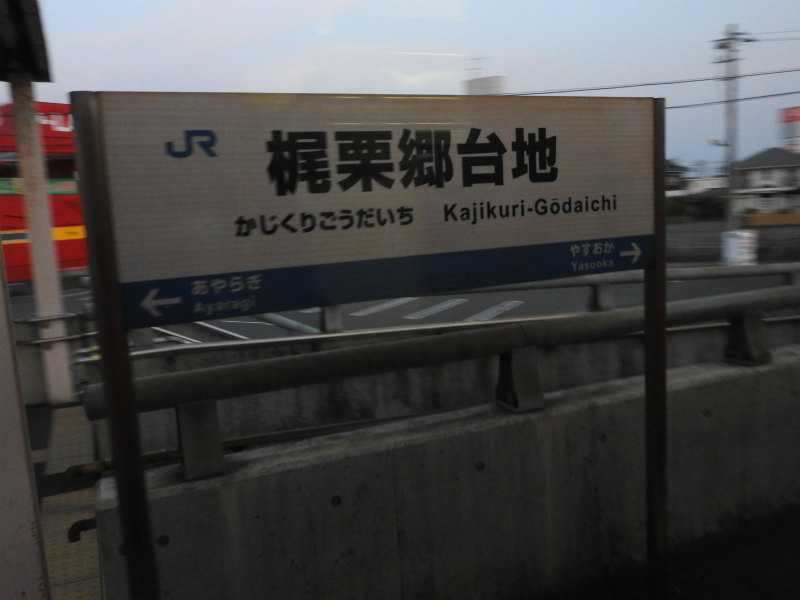 JR 梶栗郷台地
かじくりごうだいち Kajikuri-Gōdaichi
← あやらぎ やすおか →
Ayaragi Yasuoka